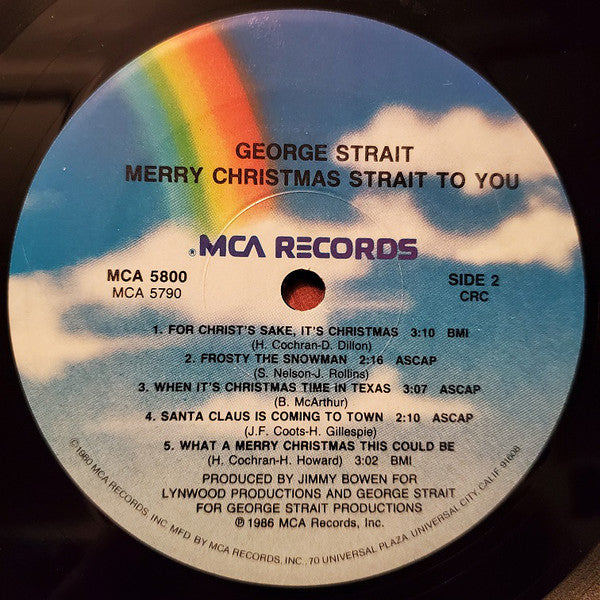 GEORGE STRAIT
MERRY CHRISTMAS STRAIT TO YOU
® MCA RECORDS
MCA 5800
MCA 5790
SIDE 2
CRC
1. FOR CHRIST'S SAKE, IT'S CHRISTMAS 3:10 BMI
(H. Cochran-D. Dillon)
2. FROSTY THE SNOWMAN 2:16 ASCAP
(S. Nelson-J. Rollins)
3. WHEN IT'S CHRISTMAS TIME IN TEXAS 3:07 ASCAP
(B. McArthur)
4. SANTA CLAUS IS COMING TO TOWN 2:10 ASCAP
(J.F. Coots-H. Gillespie)
5. WHAT A MERRY CHRISTMAS THIS COULD BE
(H. Cochran-H. Howard) 3:02 BMI
PRODUCED BY JIMMY BOWEN FOR
LYNWOOD PRODUCTIONS AND GEORGE STRAIT
FOR GEORGE STRAIT PRODUCTIONS
℗ 1986 MCA Records, Inc.
©1980 MCA RECORDS, INC. MFD. BY MCA RECORDS, INC., 70 UNIVERSAL PLAZA, UNIVERSAL CITY, CALIF. 91608